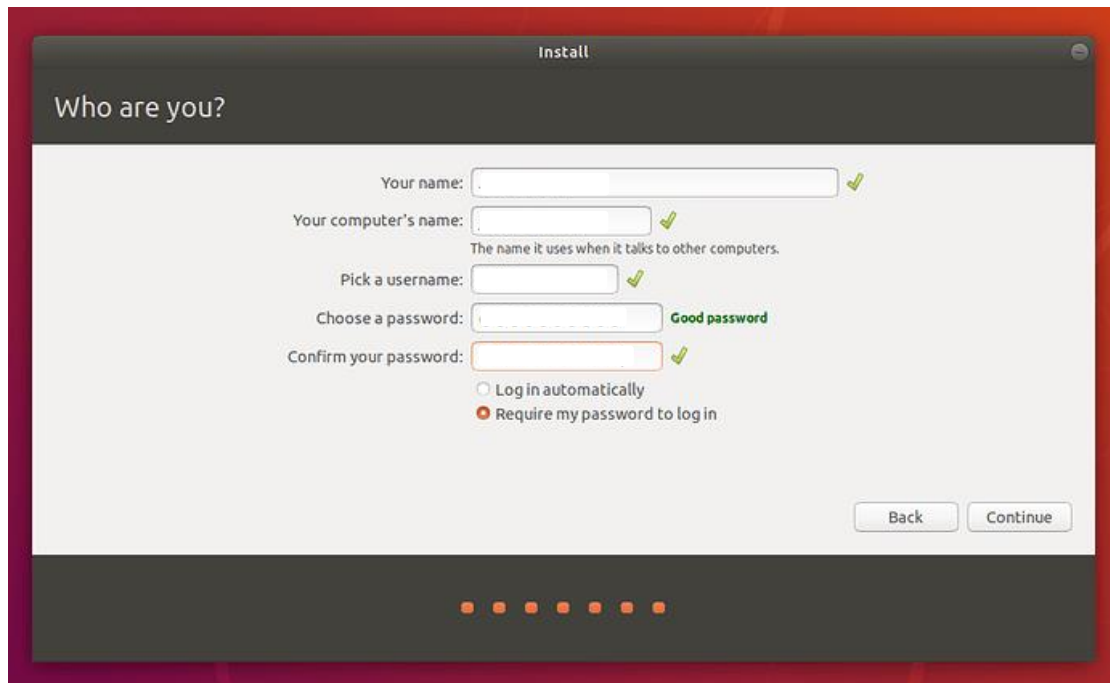 Install
Who are you?
Your name:
Your computer's name:
The name it uses when it talks to other computers.
Pick a username:
Choose a password: Good password
Confirm your password:
Log in automatically
Require my password to log in
Back Continue